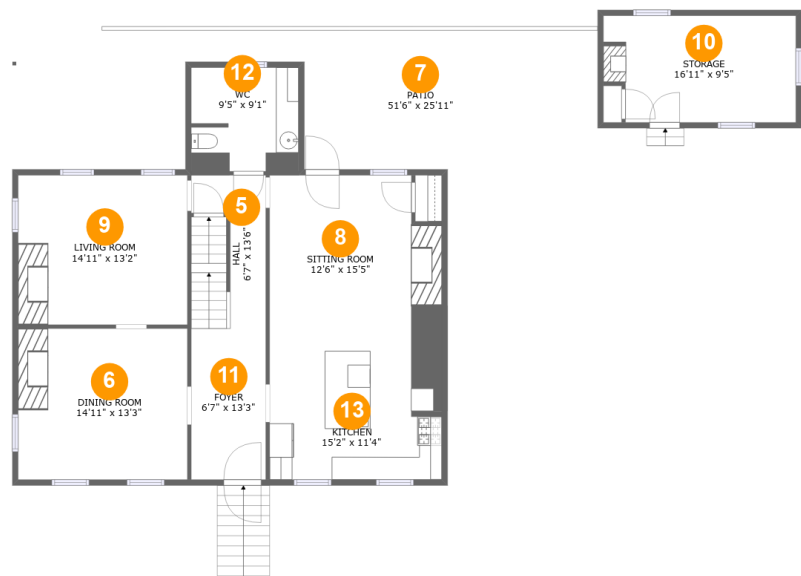 10
STORAGE
16'11" x 9'5"
12
WC
9'5" x 9'1"
7
PATIO
51'6" x 25'11"
5
HALL
6'7" x 13'6"
9
LIVING ROOM
14'11" x 13'2"
8
SITTING ROOM
12'6" x 15'5"
6
DINING ROOM
14'11" x 13'3"
11
FOYER
6'7" x 13'3"
13
KITCHEN
15'2" x 11'4"